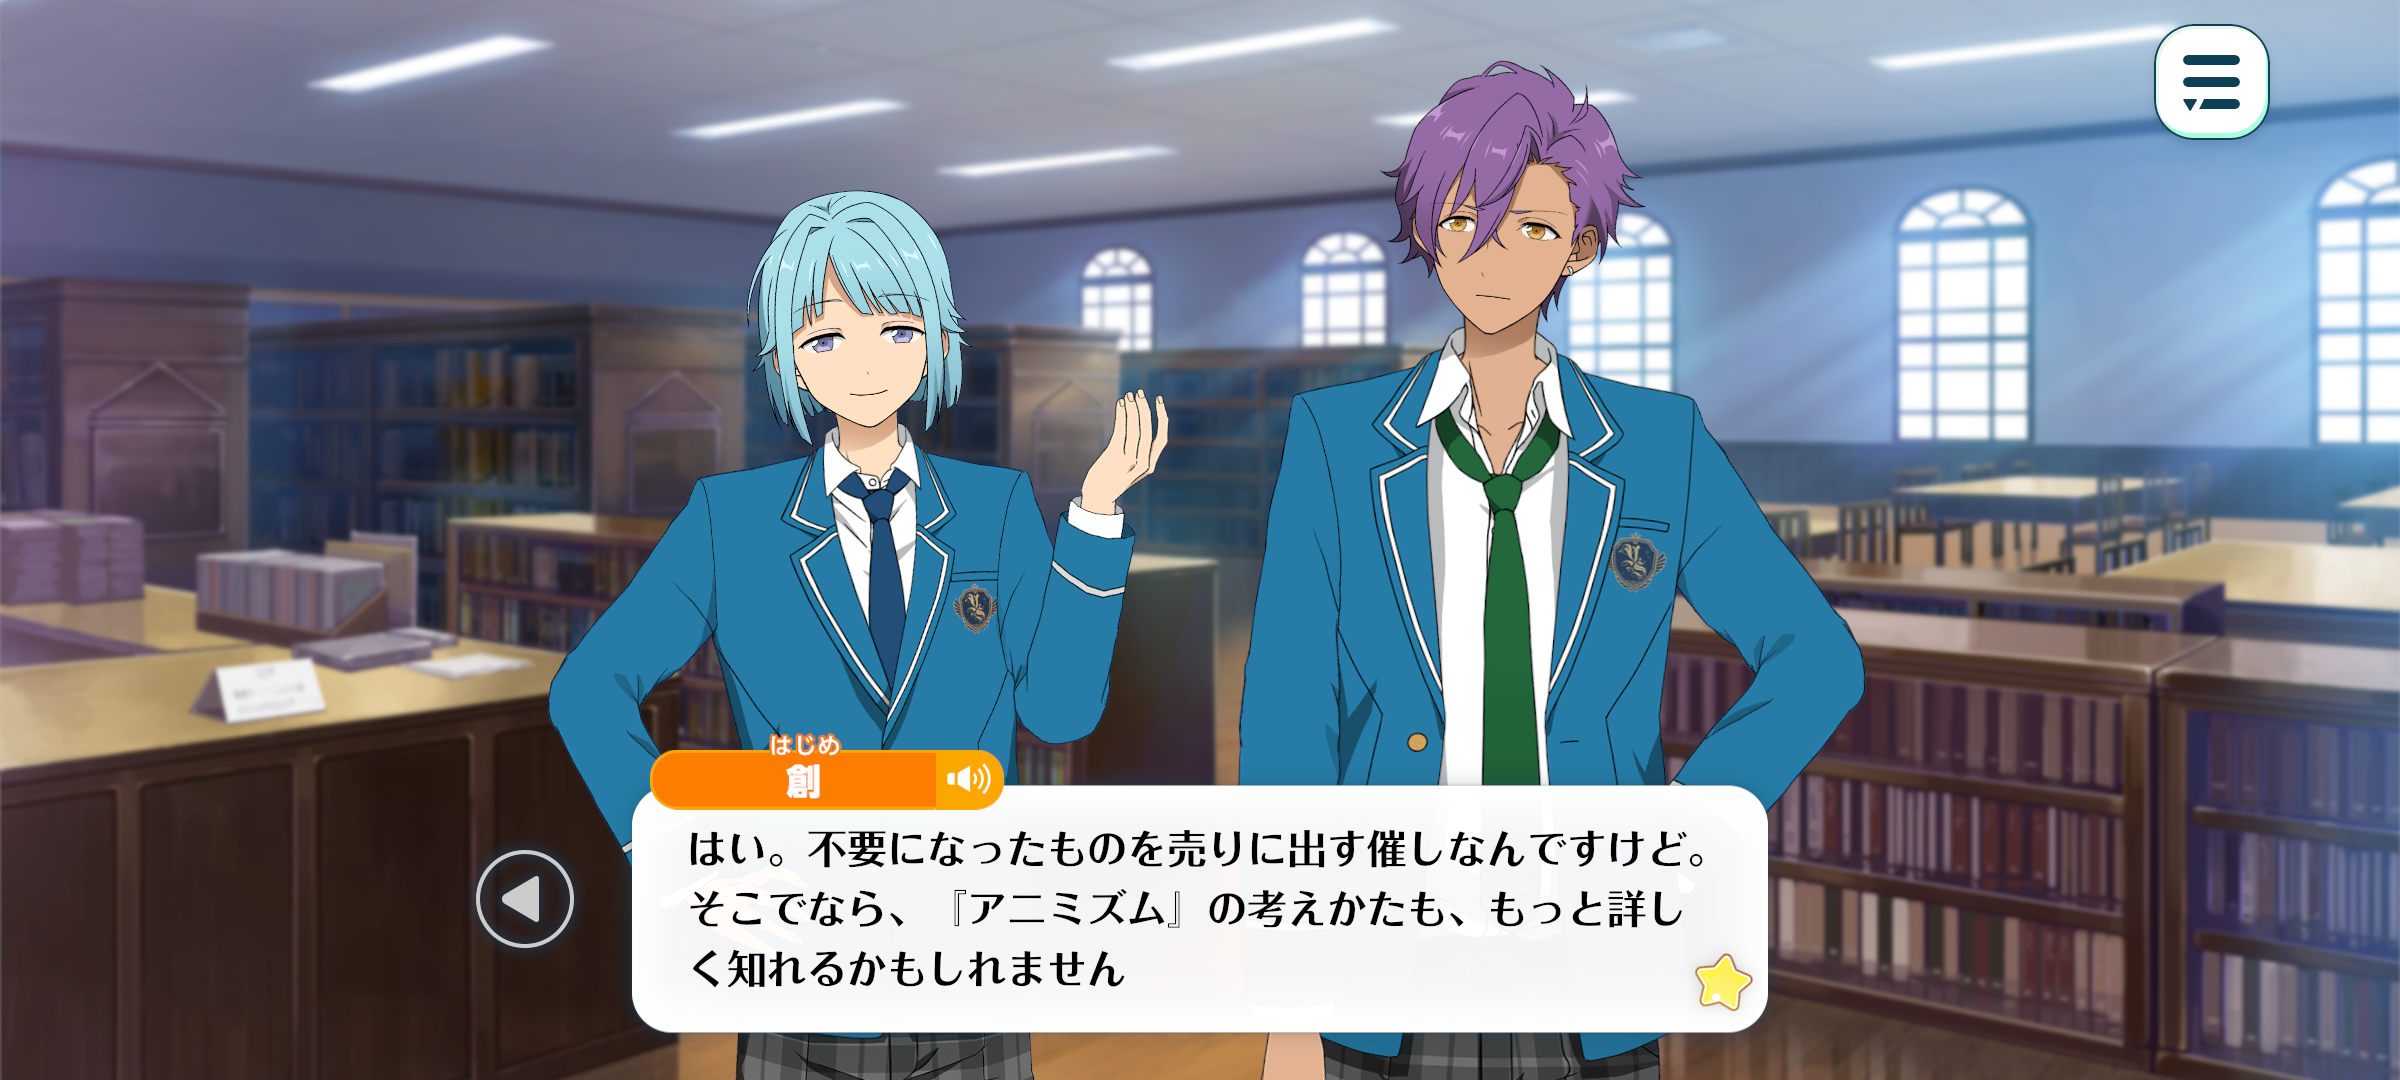 はじめ
創
はい。不要になったものを売りに出す催しなんですけど。
そこでなら、『アニミズム』の考えかたも、もっと詳し
く知れるかもしれません